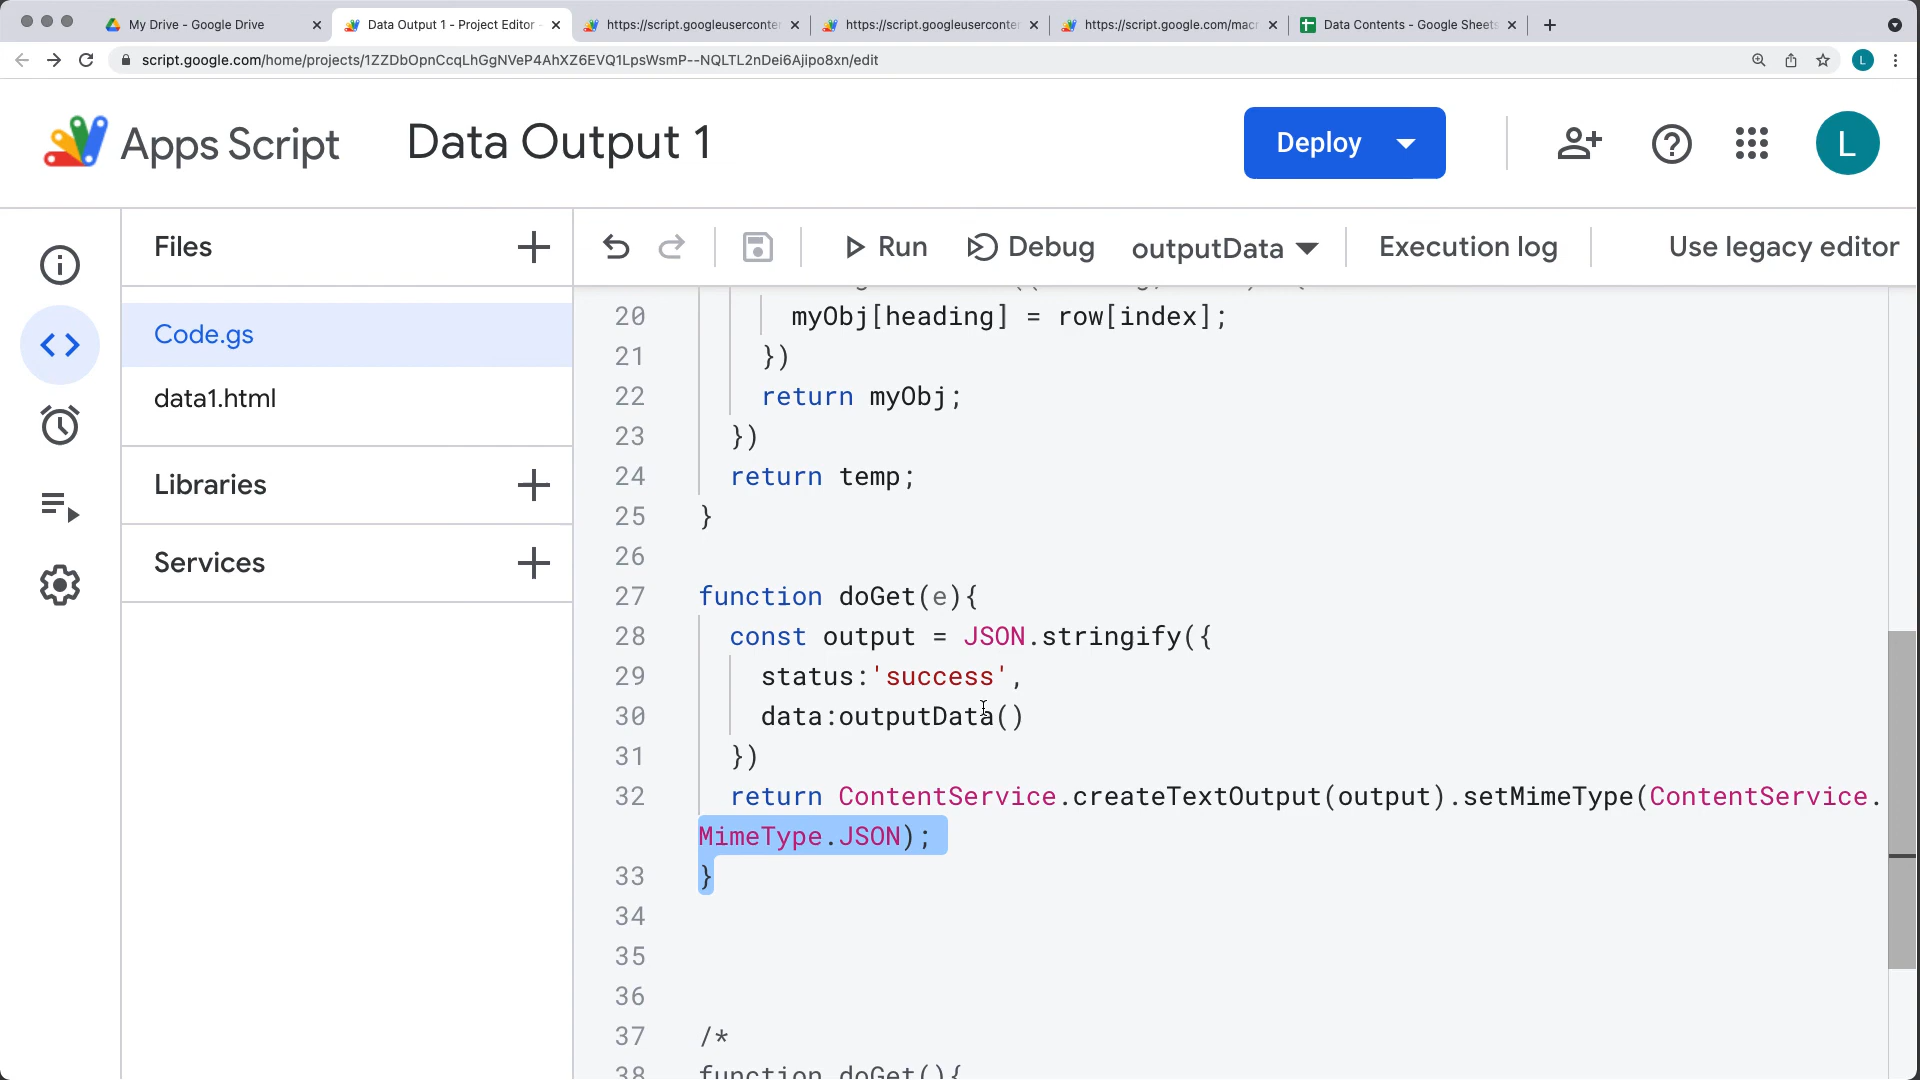 My Drive - Google Drive
Data Output 1 - Project Editor
https://script.googleuserconte
https://script.googleuserconter
https://script.google.com/macr
Data Contents - Google Sheets
script.google.com/home/projects/1ZZDbOpnCcqLhGgNVeP4AhXZ6EVQ1LpsWsmP--NQLTL2nDei6Ajipo8xn/edit
L
Apps Script
Data Output 1
Deploy
L
Files
Run
Debug
outputData
Execution log
Use legacy editor
Code.gs
data1.html
Libraries
Services
20 myObj[heading] = row[index];
21 })
22 return myObj;
23 })
24 return temp;
25 }
26
27 function doGet(e){
28 const output = JSON.stringify({
29 status:'success',
30 data:outputData()
31 })
32 return ContentService.createTextOutput(output).setMimeType(ContentService.
MimeType.JSON);
33 }
34
35
36
37 /*
38 function doGet(){